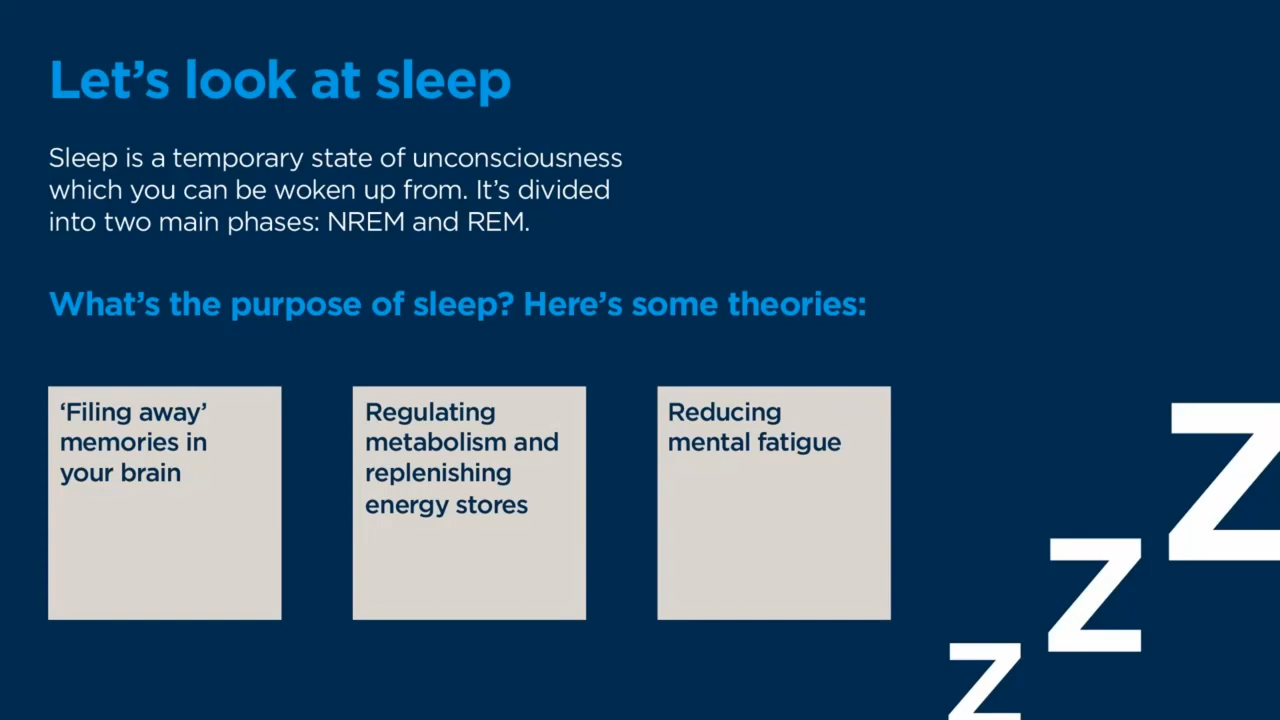 Let’s look at sleep
Sleep is a temporary state of unconsciousness
which you can be woken up from. It’s divided
into two main phases: NREM and REM.
What’s the purpose of sleep? Here’s some theories:
‘Filing away’
memories in
your brain
Regulating
metabolism and
replenishing
energy stores
Reducing
mental fatigue
Z
Z
Z